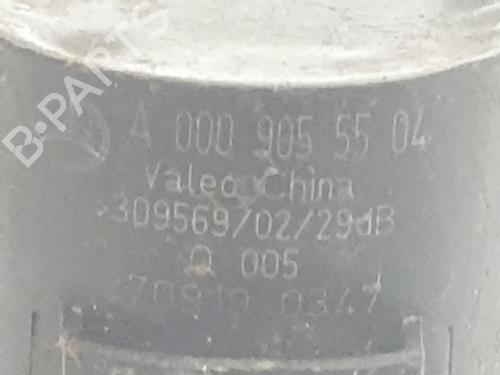 B-PARTS
A 000 905 55 04
Valeo China
>309569/02/29dB
Q 005